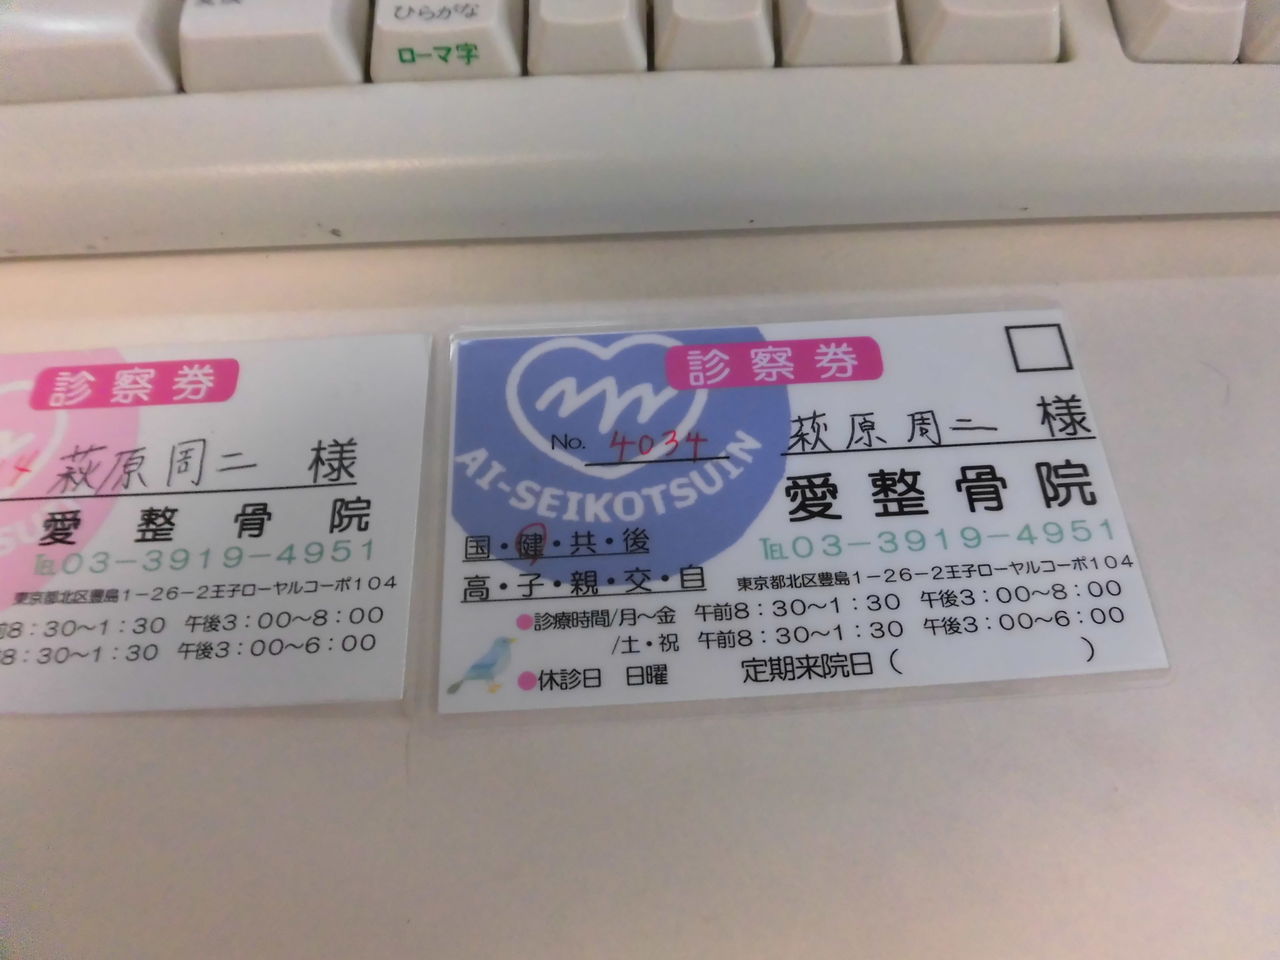 ひらがな
ローマ字
診察券
萩原周二 様
愛整骨院
TEL03-3919-4951
東京都北区豊島1-26-2王子ローヤルコーポ104
前8:30〜1:30 午後3:00〜8:00
8:30〜1:30 午後3:00〜6:00
診察券
No. 4034
萩原周二 様
AI-SEIKOTSUIN
愛整骨院
TEL03-3919-4951
国・健・共・後
高・子・親・交・自
東京都北区豊島1-26-2王子ローヤルコーポ104
●診療時間/月〜金 午前8:30〜1:30 午後3:00〜8:00
/土・祝 午前8:30〜1:30 午後3:00〜6:00
●休診日 日曜 定期来院日( )